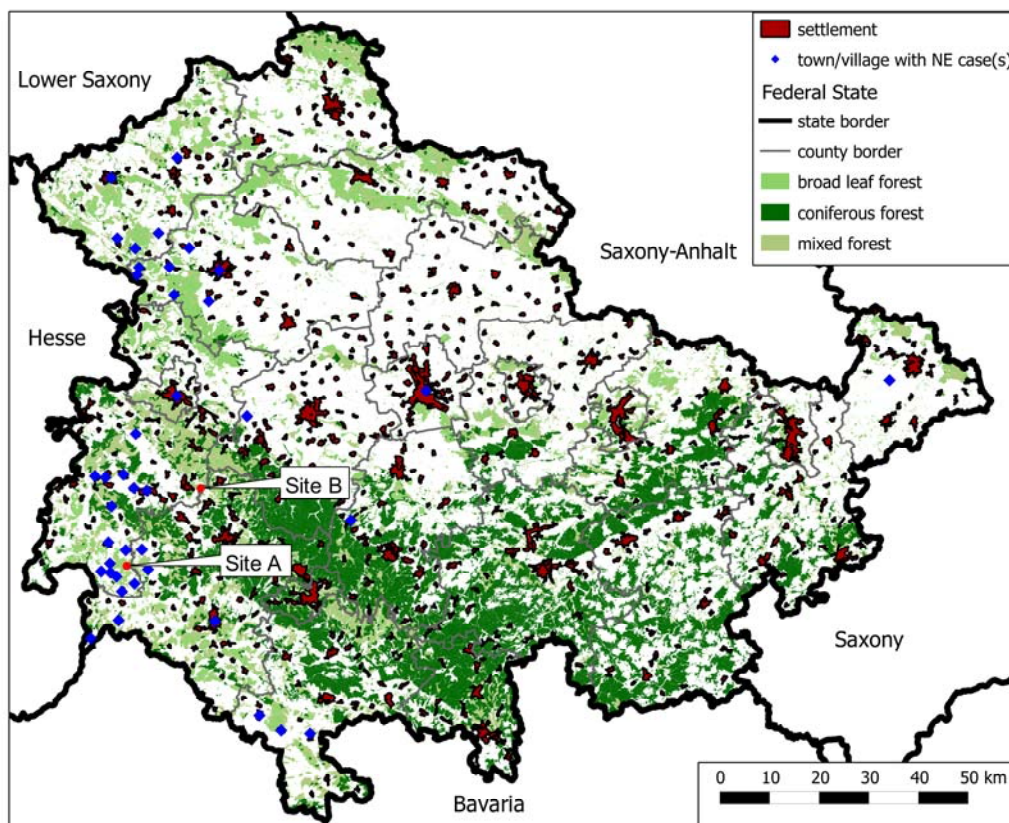 Lower Saxony
Hesse
Saxony-Anhalt
Saxony
Bavaria
Site B
Site A
settlement
town/village with NE case(s)
Federal State
state border
county border
broad leaf forest
coniferous forest
mixed forest
0 10 20 30 40 50 km